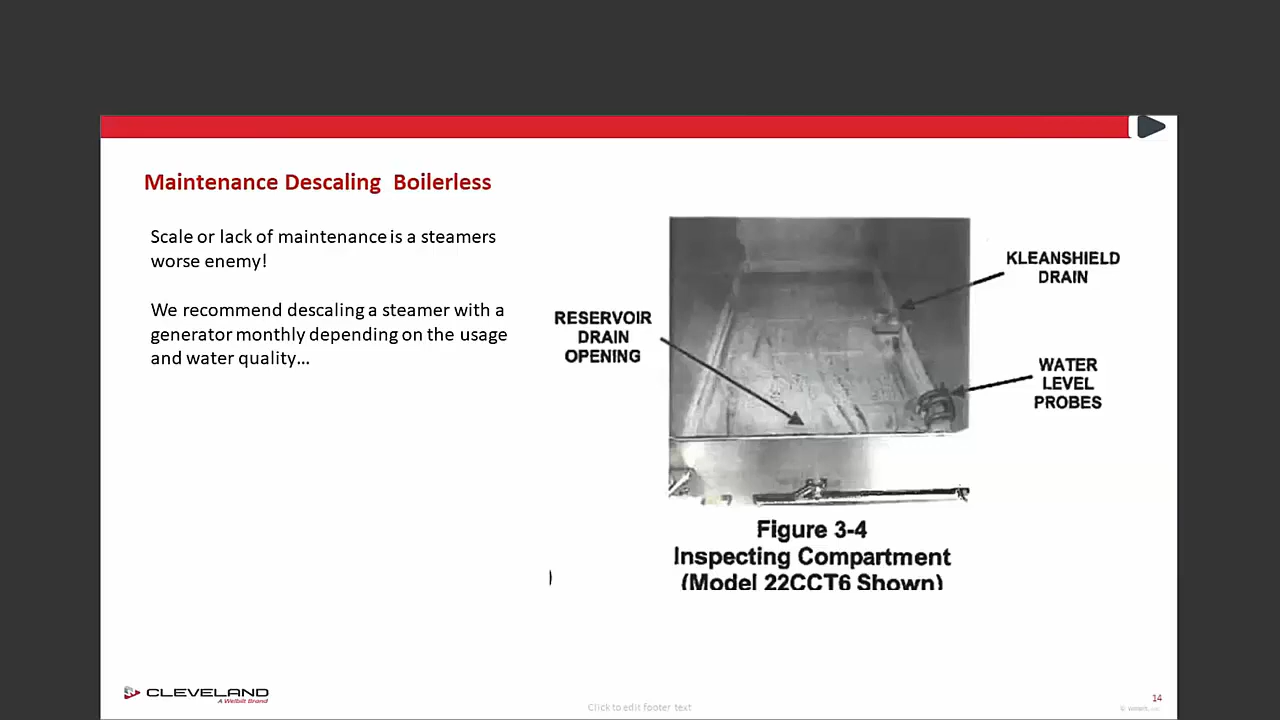 Maintenance Descaling Boilerless
Scale or lack of maintenance is a steamers
worse enemy!
We recommend descaling a steamer with a
generator monthly depending on the usage
and water quality...
KLEANSHIELD
DRAIN
RESERVOIR
DRAIN
OPENING
WATER
LEVEL
PROBES
Figure 3-4
Inspecting Compartment
(Model 22CCT6 Shown)
)
CLEVELAND
A Welbilt Brand
Click to edit footer text
14